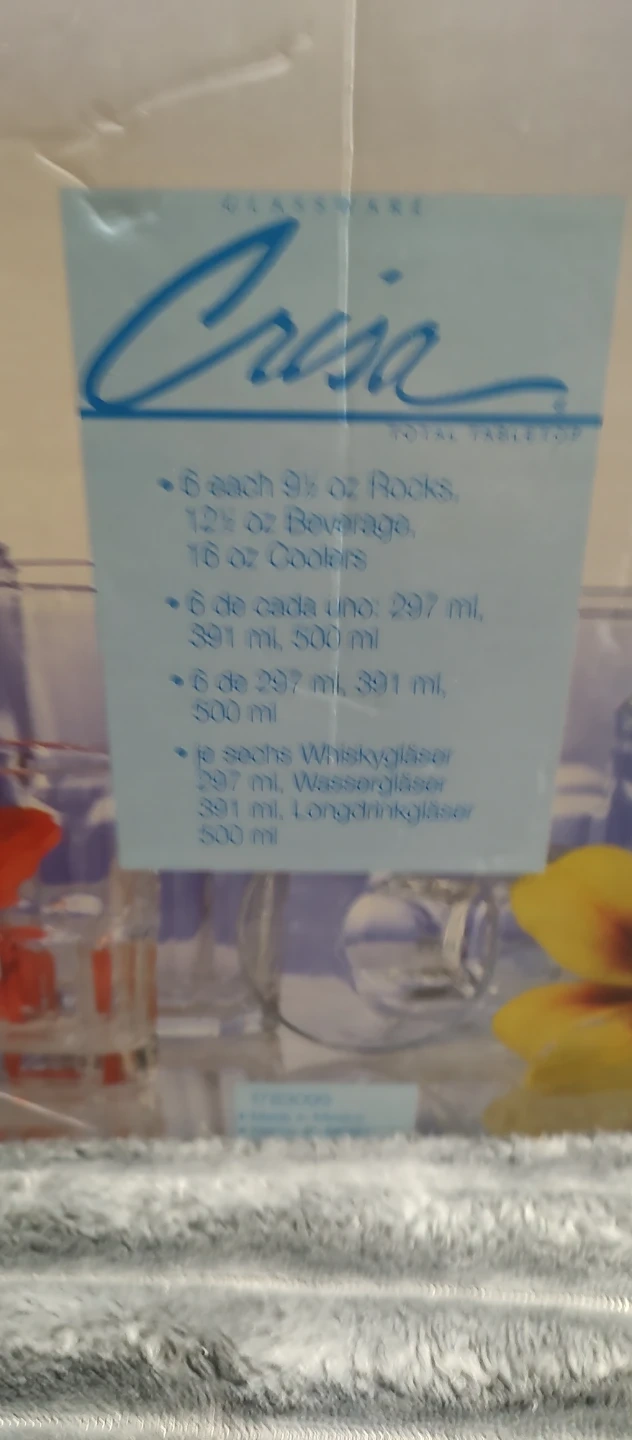 GLASSWARE
Crisa
TOTAL TABLETOP
• 6 each 9½ oz Rocks,
12½ oz Beverage,
16 oz Coolers
• 6 de cada uno: 297 ml,
391 ml, 500 ml
• 6 de 297 ml, 391 ml,
500 ml
• je sechs Whiskygläser
297 ml, Wassergläser
391 ml, Longdrinkgläser
500 ml